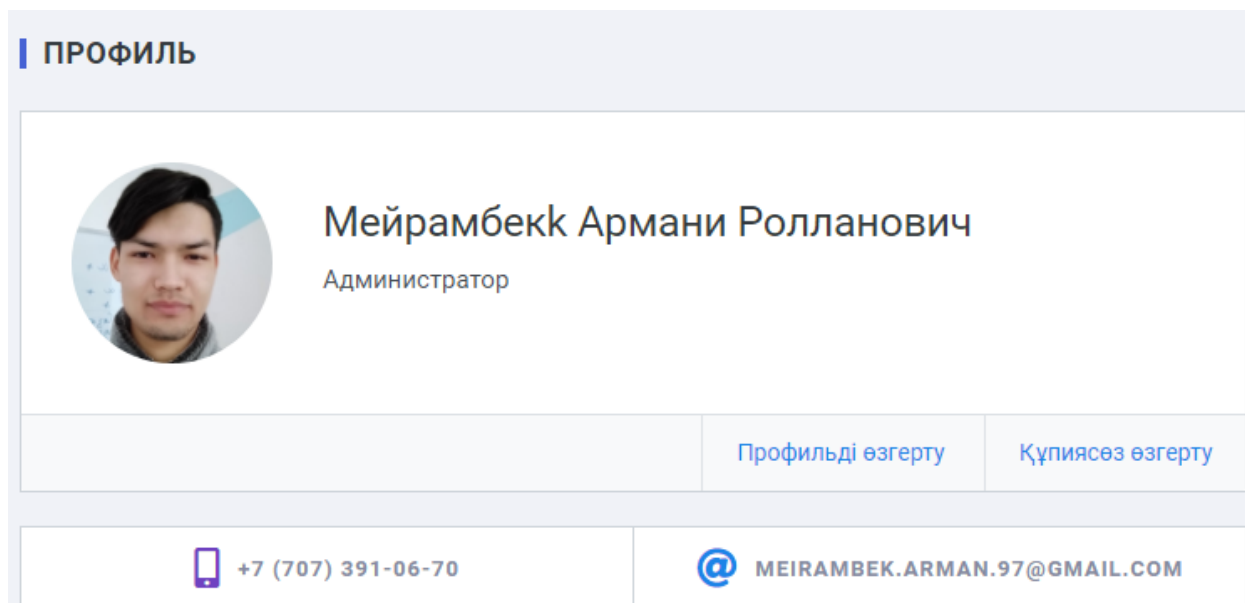 ПРОФИЛЬ
Мейрамбекk Армани Ролланович
Администратор
Профильді өзгерту Құпиясөз өзгерту
+7 (707) 391-06-70 MEIRAMBEK.ARMAN.97@GMAIL.COM